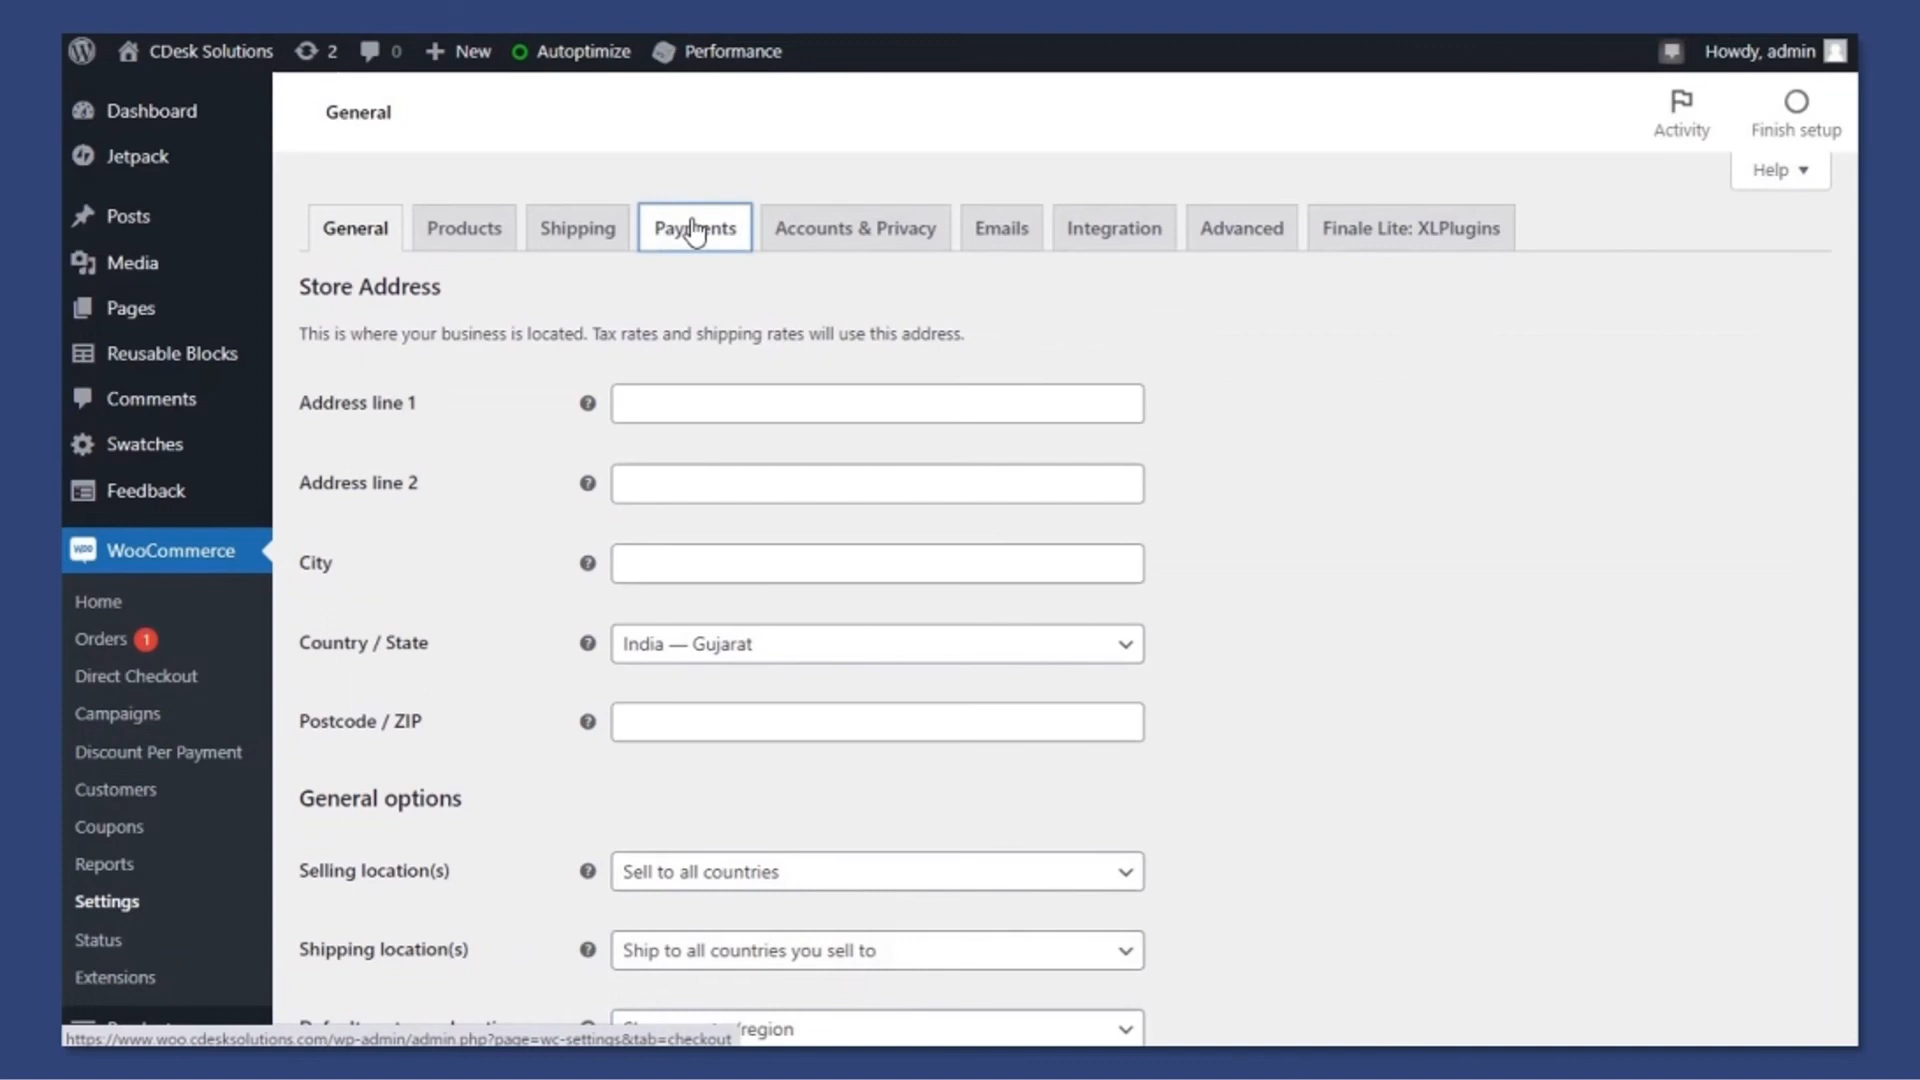 CDesk Solutions 2 0 New Autoptimize Performance Howdy, admin
Dashboard
Jetpack
Posts
Media
Pages
Reusable Blocks
Comments
Swatches
Feedback
WooCommerce
Home
Orders 1
Direct Checkout
Campaigns
Discount Per Payment
Customers
Coupons
Reports
Settings
Status
Extensions
General
Activity
Finish setup
Help
General Products Shipping Payments Accounts & Privacy Emails Integration Advanced Finale Lite: XLPlugins
Store Address
This is where your business is located. Tax rates and shipping rates will use this address.
Address line 1
Address line 2
City
Country / State India — Gujarat
Postcode / ZIP
General options
Selling location(s) Sell to all countries
Shipping location(s) Ship to all countries you sell to
/region
https://www.woo.cdesksolutions.com/wp-admin/admin.php?page=wc-settings&tab=checkout